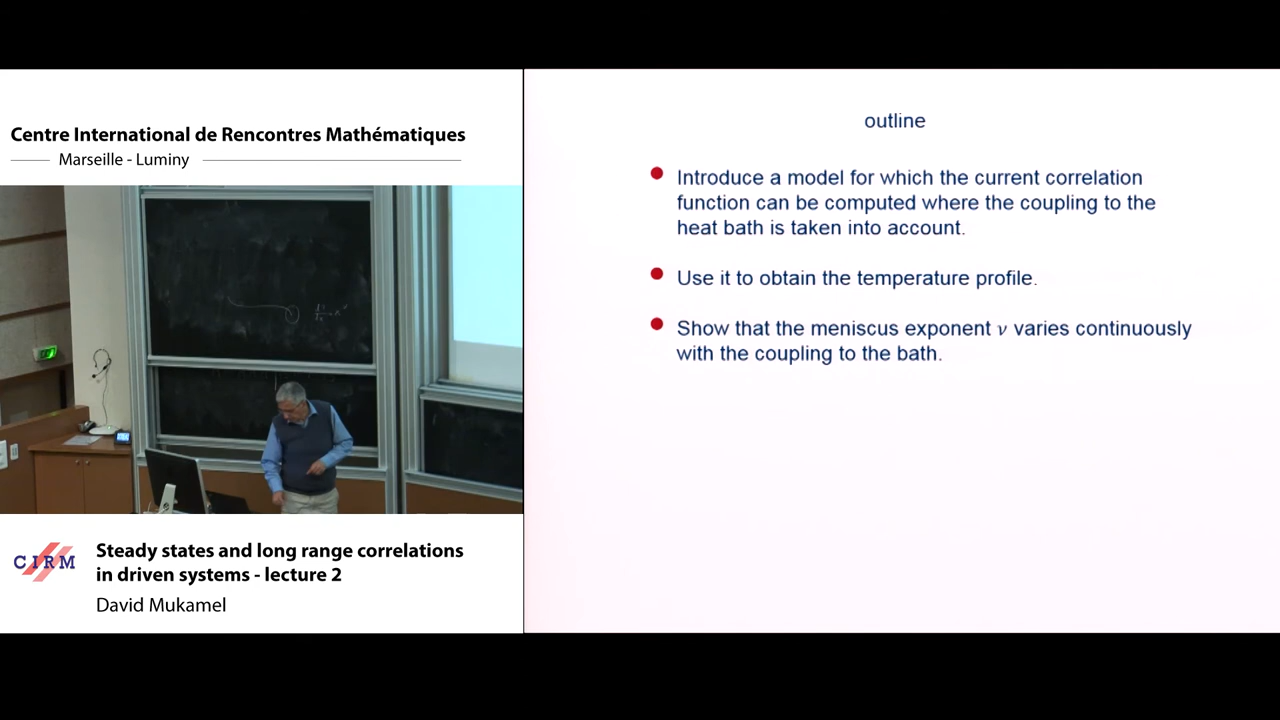 Centre International de Rencontres Mathématiques
Marseille - Luminy
CIRM
Steady states and long range correlations
in driven systems - lecture 2
David Mukamel
outline
Introduce a model for which the current correlation
function can be computed where the coupling to the
heat bath is taken into account.
Use it to obtain the temperature profile.
Show that the meniscus exponent ν varies continuously
with the coupling to the bath.